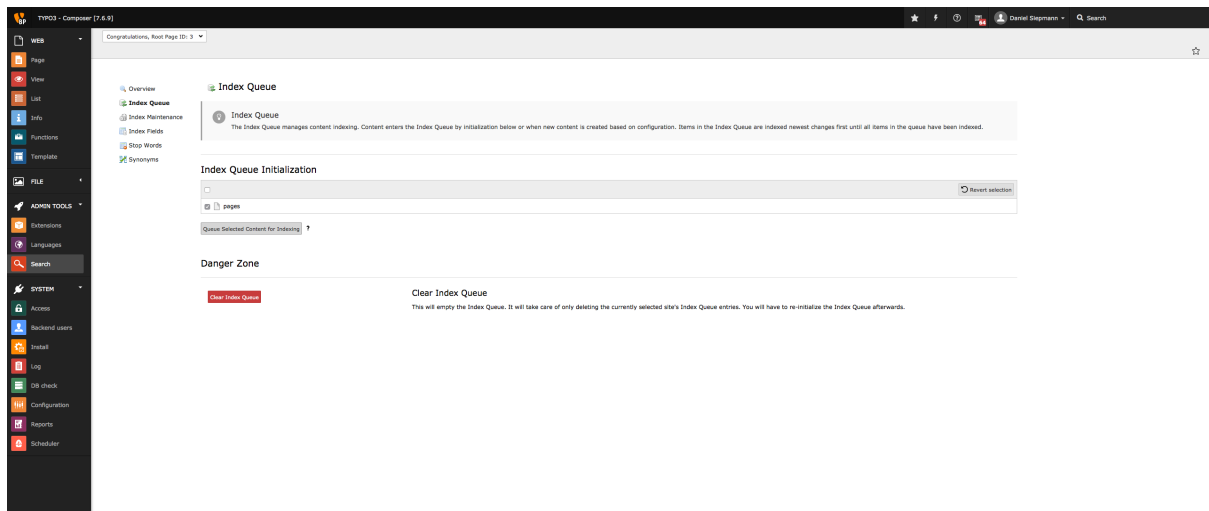 TYPO3 - Composer [7.6.9]
64
Daniel Siepmann
Search
WEB
Page
View
List
Info
Functions
Template
FILE
ADMIN TOOLS
Extensions
Languages
Search
SYSTEM
Access
Backend users
Install
Log
DB check
Configuration
Reports
Scheduler
Congratulations, Root Page ID: 3
Overview
Index Queue
Index Maintenance
Index Fields
Stop Words
Synonyms
Index Queue
Index Queue
The Index Queue manages content indexing. Content enters the Index Queue by initialization below or when new content is created based on configuration. Items in the Index Queue are indexed newest changes first until all items in the queue have been indexed.
Index Queue Initialization
Revert selection
pages
Queue Selected Content for Indexing ?
Danger Zone
Clear Index Queue
Clear Index Queue
This will empty the Index Queue. It will take care of only deleting the currently selected site's Index Queue entries. You will have to re-initialize the Index Queue afterwards.